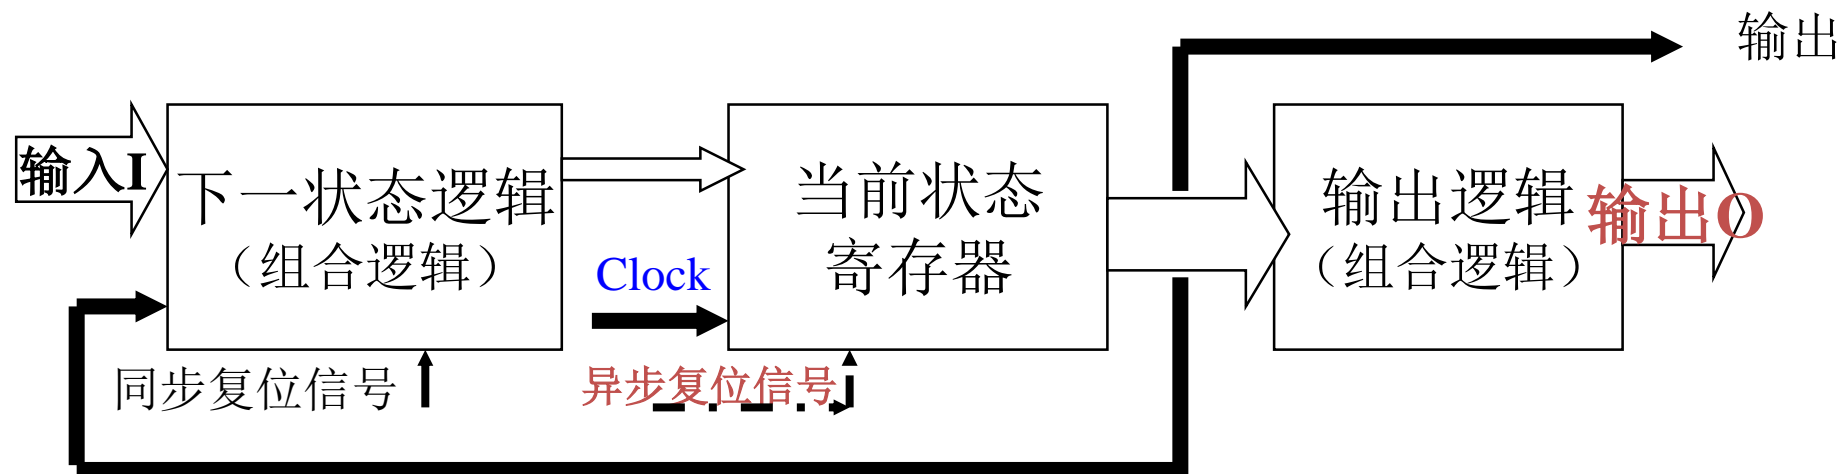 输出
输入I
下一状态逻辑
（组合逻辑）
当前状态
寄存器
输出逻辑
（组合逻辑）
输出O
Clock
同步复位信号
异步复位信号